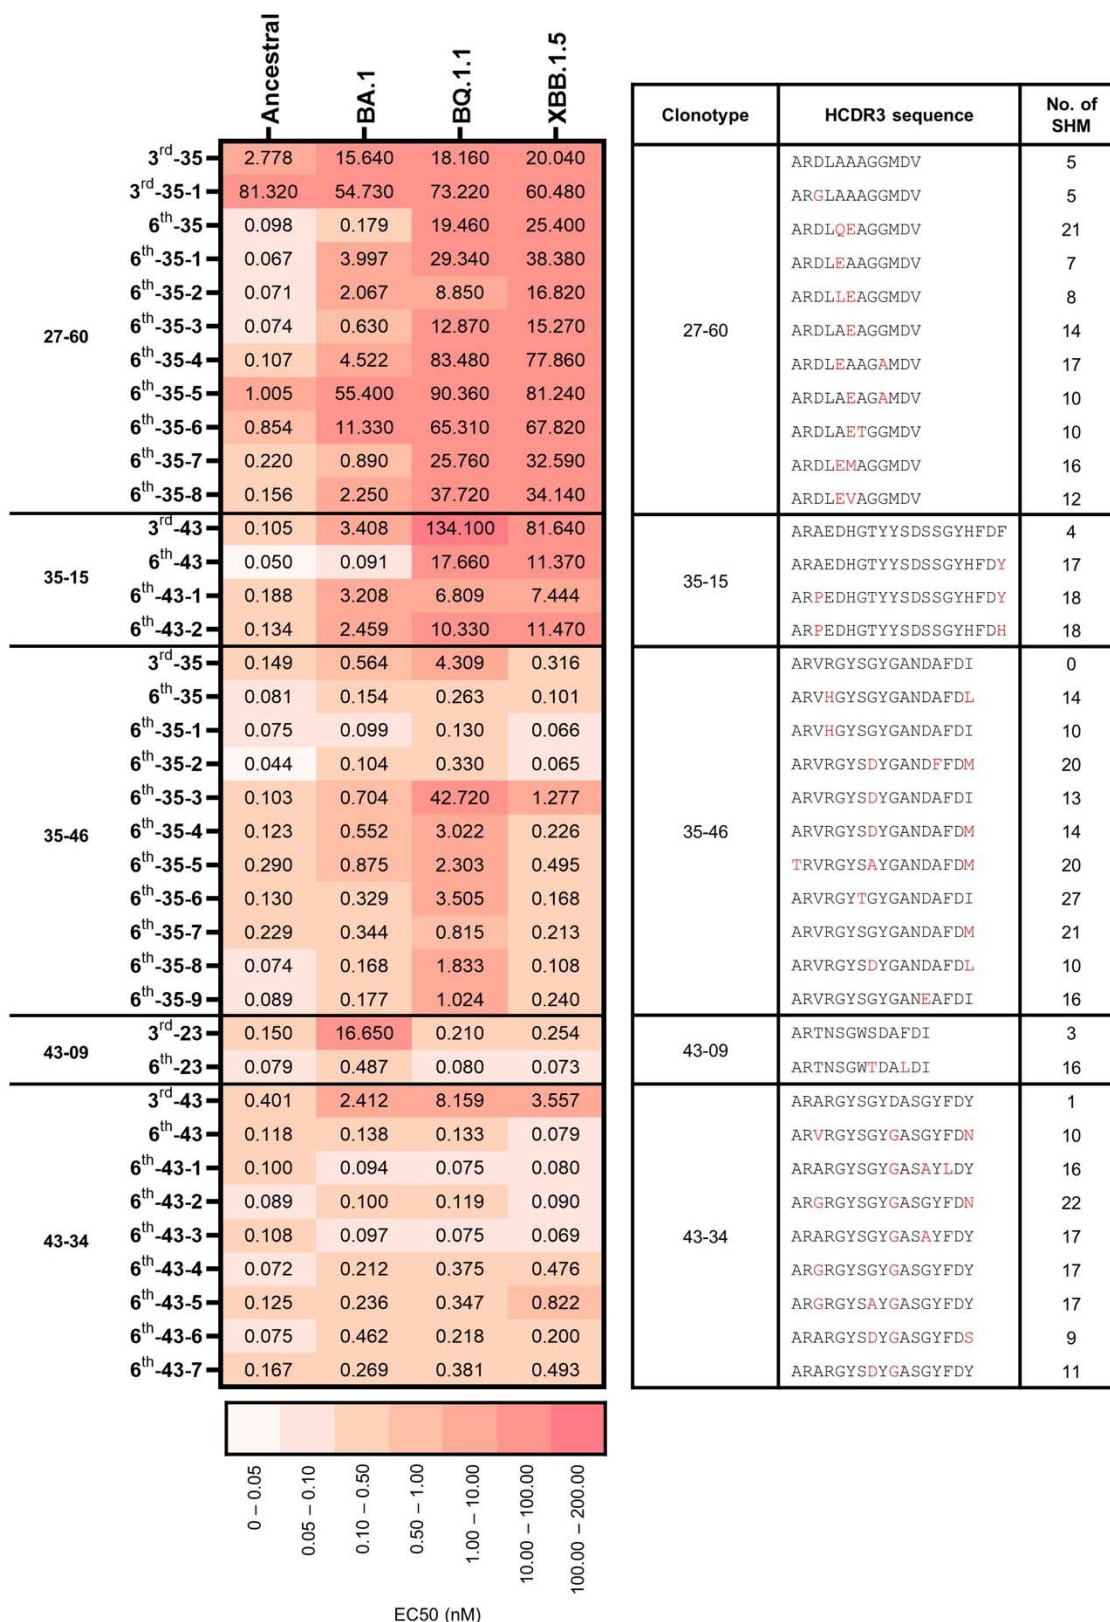 Ancestral BA.1 BQ.1.1 XBB.1.5
Clonotype HCDR3 sequence No. of SHM
27-60
3rd-35 2.778 15.640 18.160 20.040 ARDLAAAGGMDV 5
3rd-35-1 81.320 54.730 73.220 60.480 ARGLAAAGGMDV 5
6th-35 0.098 0.179 19.460 25.400 ARDLQEAGGMDV 21
6th-35-1 0.067 3.997 29.340 38.380 ARDLEAAGGMDV 7
6th-35-2 0.071 2.067 8.850 16.820 ARDLLEAGGMDV 8
6th-35-3 0.074 0.630 12.870 15.270 ARDLAEAGGMDV 14
6th-35-4 0.107 4.522 83.480 77.860 ARDLEAAGAMDV 17
6th-35-5 1.005 55.400 90.360 81.240 ARDLAEAGAMDV 10
6th-35-6 0.854 11.330 65.310 67.820 ARDLAETGGMDV 10
6th-35-7 0.220 0.890 25.760 32.590 ARDLEMAGGMDV 16
6th-35-8 0.156 2.250 37.720 34.140 ARDLEVAGGMDV 12
27-60
35-15
3rd-43 0.105 3.408 134.100 81.640 ARAEDHGTYYSDSSGYHFDF 4
6th-43 0.050 0.091 17.660 11.370 ARAEDHGTYYSDSSGYHFDY 17
6th-43-1 0.188 3.208 6.809 7.444 ARPEDHGTYYSDSSGYHFDY 18
6th-43-2 0.134 2.459 10.330 11.470 ARPEDHGTYYSDSSGYHFDH 18
35-15
35-46
3rd-35 0.149 0.564 4.309 0.316 ARVRGYSGYGANDAFDI 0
6th-35 0.081 0.154 0.263 0.101 ARVHGYSGYGANDAFDL 14
6th-35-1 0.075 0.099 0.130 0.066 ARVHGYSGYGANDAFDI 10
6th-35-2 0.044 0.104 0.330 0.065 ARVRGYSDYGANDFFDM 20
6th-35-3 0.103 0.704 42.720 1.277 ARVRGYSDYGANDAFDI 13
6th-35-4 0.123 0.552 3.022 0.226 ARVRGYSDYGANDAFDM 14
6th-35-5 0.290 0.875 2.303 0.495 TRVRGYSAYGANDAFDM 20
6th-35-6 0.130 0.329 3.505 0.168 ARVRGYTGYGANDAFDI 27
6th-35-7 0.229 0.344 0.815 0.213 ARVRGYSGYGANDAFDM 21
6th-35-8 0.074 0.168 1.833 0.108 ARVRGYSDYGANDAFDL 10
6th-35-9 0.089 0.177 1.024 0.240 ARVRGYSGYGANEAFDI 16
35-46
43-09
3rd-23 0.150 16.650 0.210 0.254 ARTNSGWSDAFDI 3
6th-23 0.079 0.487 0.080 0.073 ARTNSGWTDALDI 16
43-09
43-34
3rd-43 0.401 2.412 8.159 3.557 ARARGYSGYDASGYFDY 1
6th-43 0.118 0.138 0.133 0.079 ARVRGYSGYGASGYFDN 10
6th-43-1 0.100 0.094 0.075 0.080 ARARGYSGYGASAYLDY 16
6th-43-2 0.089 0.100 0.119 0.090 ARGRGYSGYGASGYFDN 22
6th-43-3 0.108 0.097 0.075 0.069 ARARGYSGYGASAYFDY 17
6th-43-4 0.072 0.212 0.375 0.476 ARGRGYSGYGASGYFDY 17
6th-43-5 0.125 0.236 0.347 0.822 ARGRGYSAYGASGYFDY 17
6th-43-6 0.075 0.462 0.218 0.200 ARARGYSDYGASGYFDS 9
6th-43-7 0.167 0.269 0.381 0.493 ARARGYSDYGASGYFDY 11
43-34
0 – 0.05
0.05 – 0.10
0.10 – 0.50
0.50 – 1.00
1.00 – 10.00
10.00 – 100.00
100.00 – 200.00
EC50 (nM)